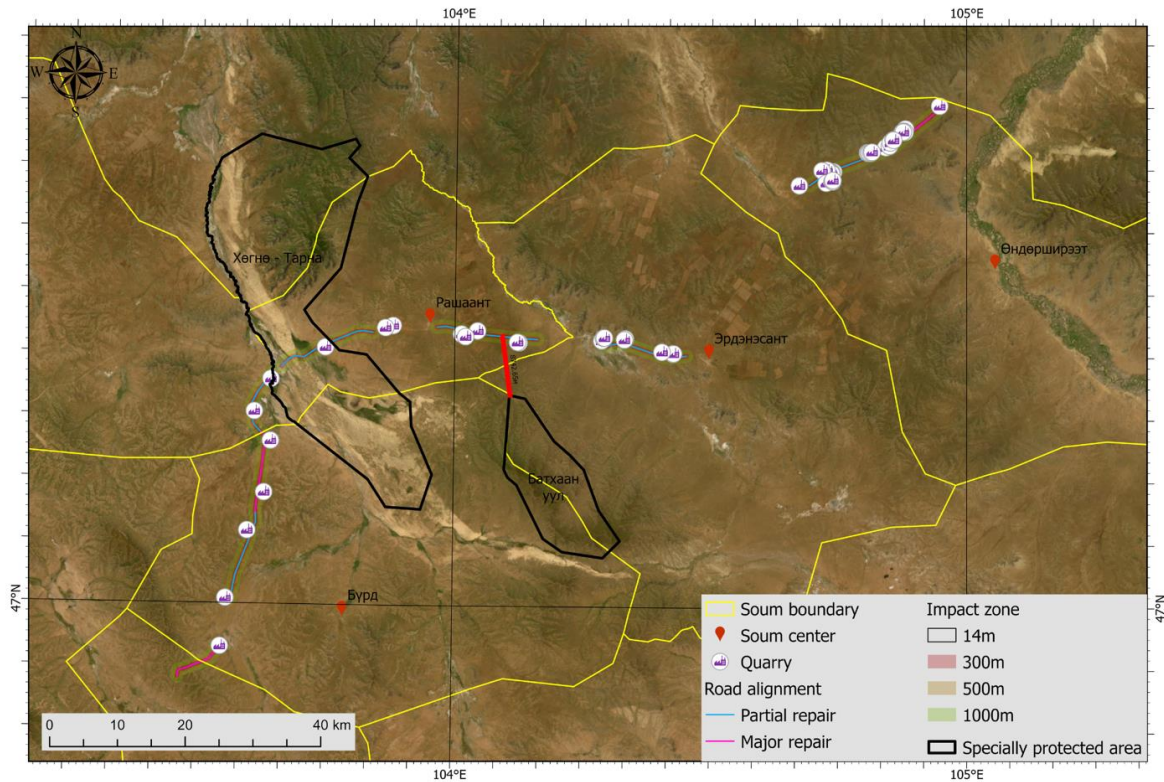 104°E
105°E
N
W
E
S
Хөгнө - Тарна
Рашаант
Өндөрширээт
Эрдэнэсант
Батхаан
уул
47°N
Бүрд
47°N
Soum boundary
Soum center
Quarry
Road alignment
Partial repair
Major repair
Impact zone
14m
300m
500m
1000m
Specially protected area
0
10
20
40 km
104°E
105°E